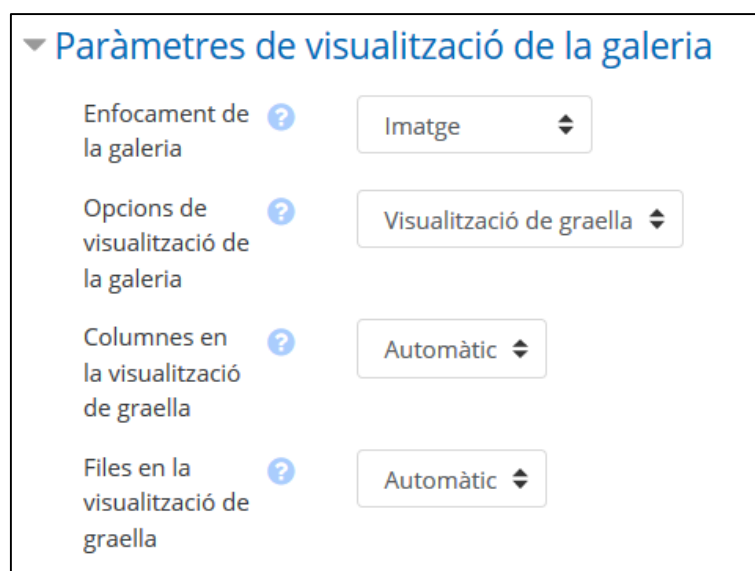 Paràmetres de visualització de la galeria
Enfocament de
la galeria
Imatge
Opcions de
visualització de
la galeria
Visualització de graella
Columnes en
la visualització
de graella
Automàtic
Files en la
visualització de
graella
Automàtic